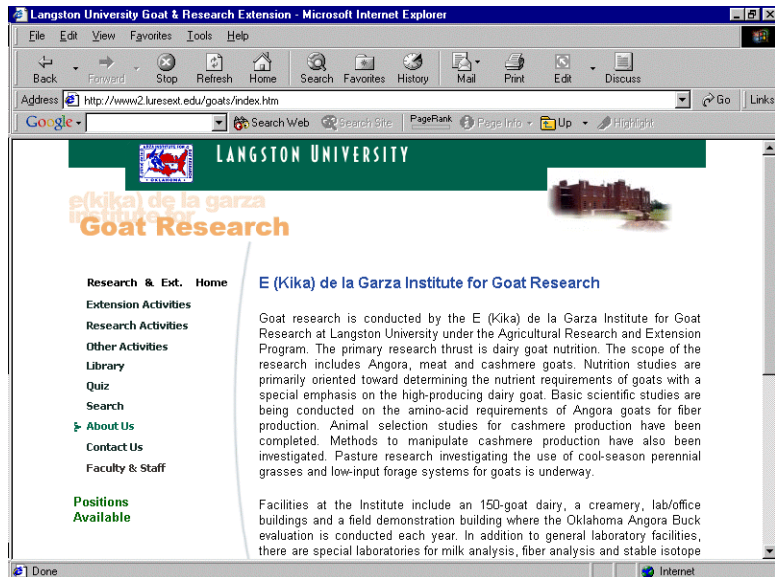 Langston University Goat & Research Extension - Microsoft Internet Explorer
File Edit View Favorites Tools Help
Back Forward Stop Refresh Home Search Favorites History Mail Print Edit Discuss
Address http://www2.luresext.edu/goats/index.htm Go Links
Google Search Web Search Site PageRank Page Info Up Highlight
LANGSTON UNIVERSITY
OKLAHOMA
e(kika) de la garza
institute for
Goat Research
Research & Ext. Home
Extension Activities
Research Activities
Other Activities
Library
Quiz
Search
About Us
Contact Us
Faculty & Staff
Positions
Available
E (Kika) de la Garza Institute for Goat Research
Goat research is conducted by the E (Kika) de la Garza Institute for Goat
Research at Langston University under the Agricultural Research and Extension
Program. The primary research thrust is dairy goat nutrition. The scope of the
research includes Angora, meat and cashmere goats. Nutrition studies are
primarily oriented toward determining the nutrient requirements of goats with a
special emphasis on the high-producing dairy goat. Basic scientific studies are
being conducted on the amino-acid requirements of Angora goats for fiber
production. Animal selection studies for cashmere production have been
completed. Methods to manipulate cashmere production have also been
investigated. Pasture research investigating the use of cool-season perennial
grasses and low-input forage systems for goats is underway.
Facilities at the Institute include an 150-goat dairy, a creamery, lab/office
buildings and a field demonstration building where the Oklahoma Angora Buck
evaluation is conducted each year. In addition to general laboratory facilities,
there are special laboratories for milk analysis, fiber analysis and stable isotope
Done Internet